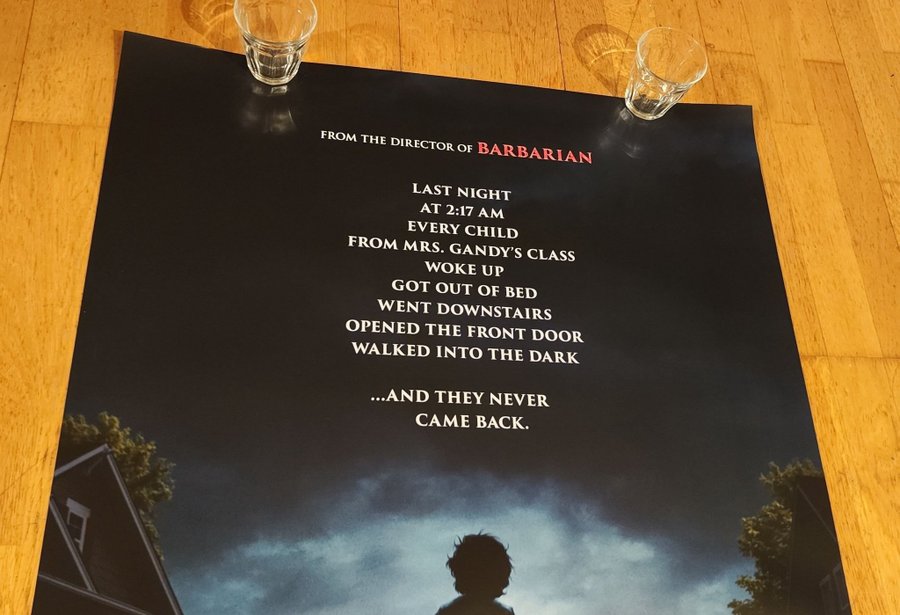 FROM THE DIRECTOR OF BARBARIAN
LAST NIGHT
AT 2:17 AM
EVERY CHILD
FROM MRS. GANDY'S CLASS
WOKE UP
GOT OUT OF BED
WENT DOWNSTAIRS
OPENED THE FRONT DOOR
WALKED INTO THE DARK
...AND THEY NEVER
CAME BACK.